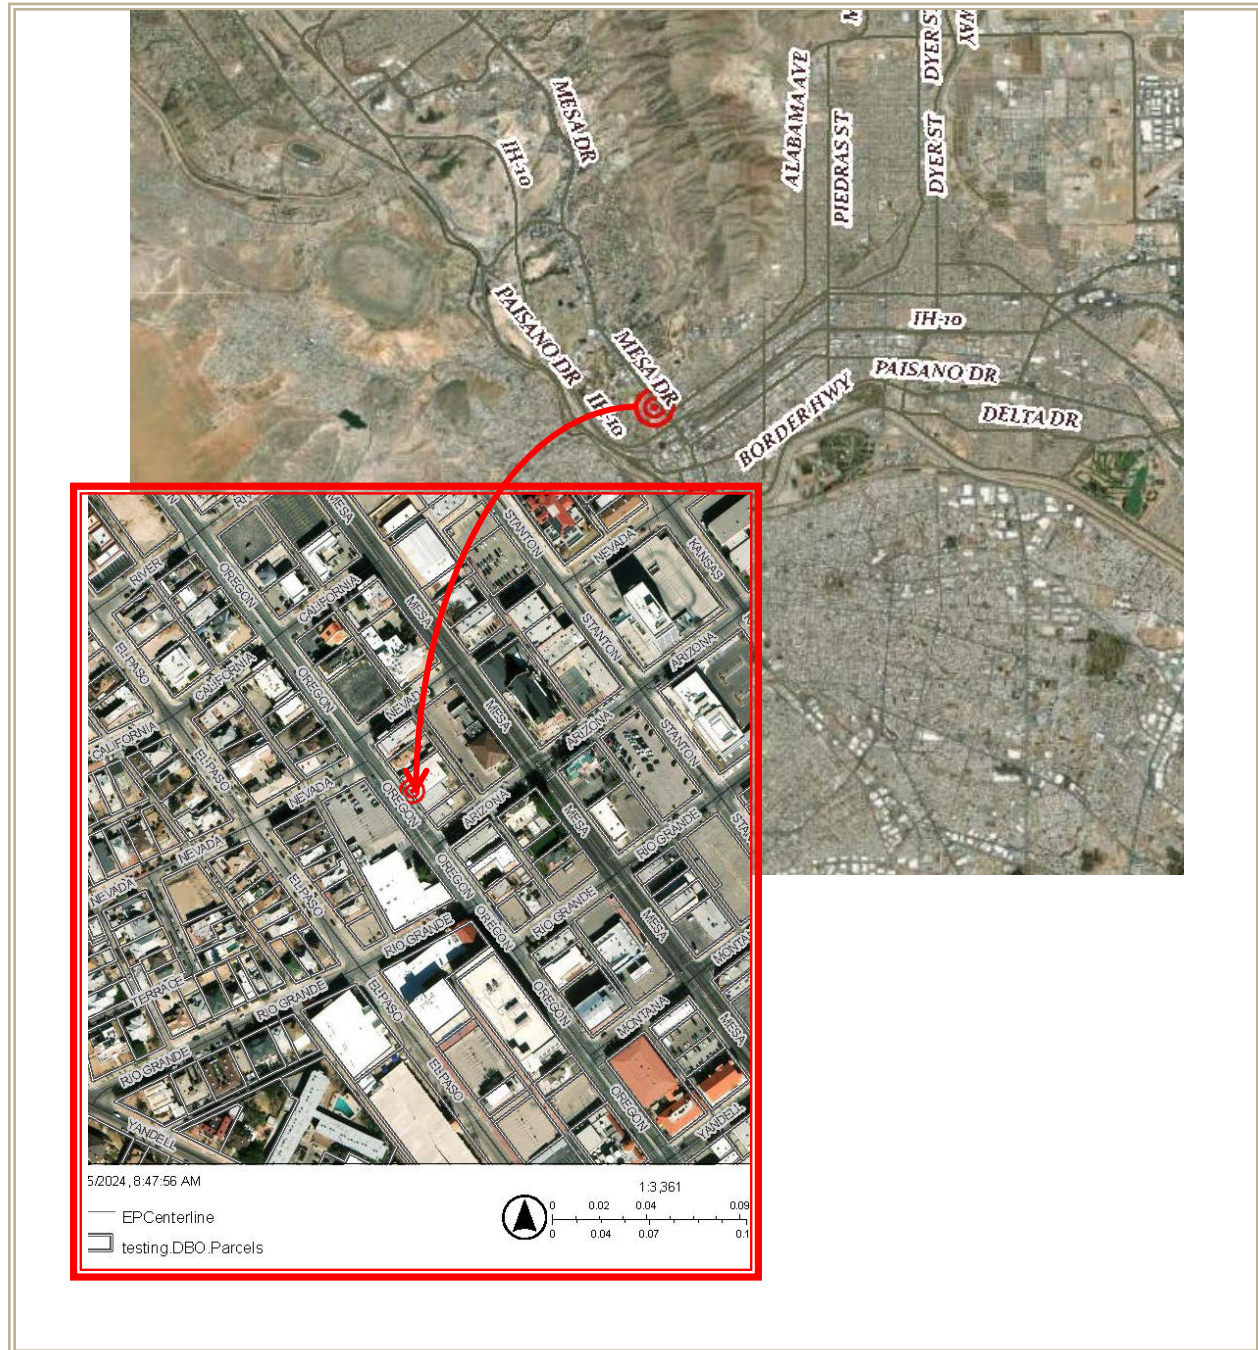 DYER ST
MESA DR
ALABAMA AVE
IH-10
PIEDRAS ST
DYER ST
PAISANO DR
IH-10
MESA DR
PAISANO DR
IH-10
BORDER HWY
DELTA DR
MESA
STANTON
NEVADA
KANSAS
RIVER
OREGON
CALIFORNIA
MESA
STANTON
EL PASO
CALIFORNIA
OREGON
ARIZONA
NEVADA
MESA
CALIFORNIA
ARIZONA
STANTON
EL PASO
NEVADA
OREGON
ARIZONA
MESA
RIO GRANDE
NEVADA
OREGON
NEVADA
EL PASO
RIO GRANDE
OREGON
RIO GRANDE
MESA
TERRACE
RIO GRANDE
EL PASO
OREGON
MONTANA
MESA
RIO GRANDE
EL PASO
OREGON
YANDELL
YANDELL
5/2024, 8:47:56 AM
1:3,361
0 0.02 0.04 0.09
0 0.04 0.07 0.1
EPCenterline
testing.DBO.Parcels